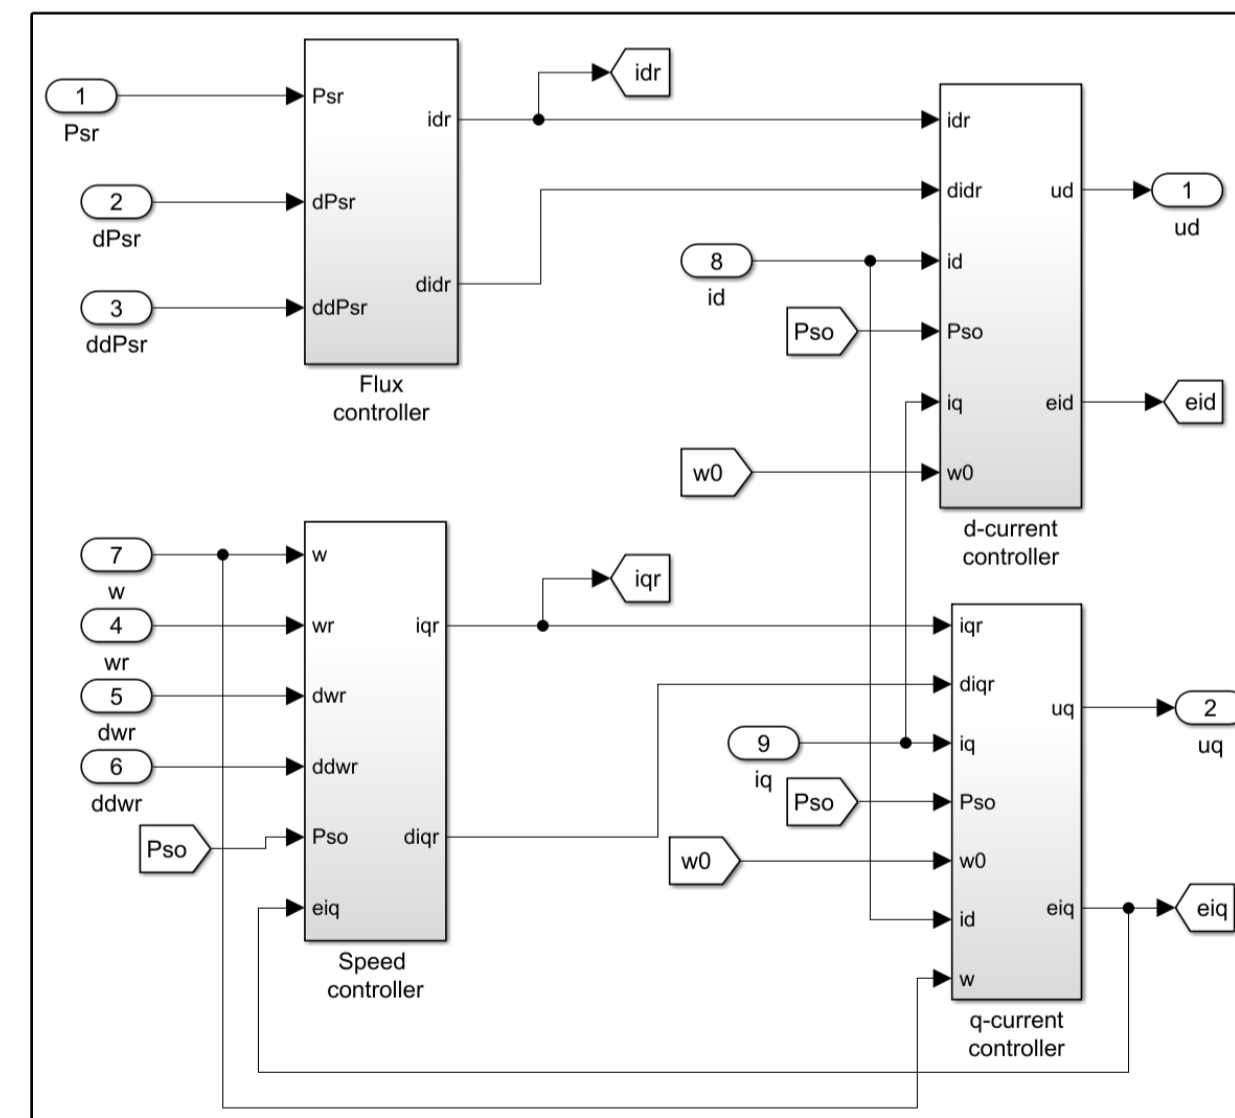 1
Psr
2
dPsr
3
ddPsr
Psr
dPsr
ddPsr
idr
didr
Flux
controller
idr
8
id
Pso
w0
idr
didr
id
Pso
iq
w0
ud
eid
d-current
controller
1
ud
eid
7
w
4
wr
5
dwr
6
ddwr
Pso
w
wr
dwr
ddwr
Pso
eiq
iqr
diqr
Speed
controller
iqr
9
iq
Pso
w0
iqr
diqr
iq
Pso
w0
id
w
uq
eiq
q-current
controller
2
uq
eiq